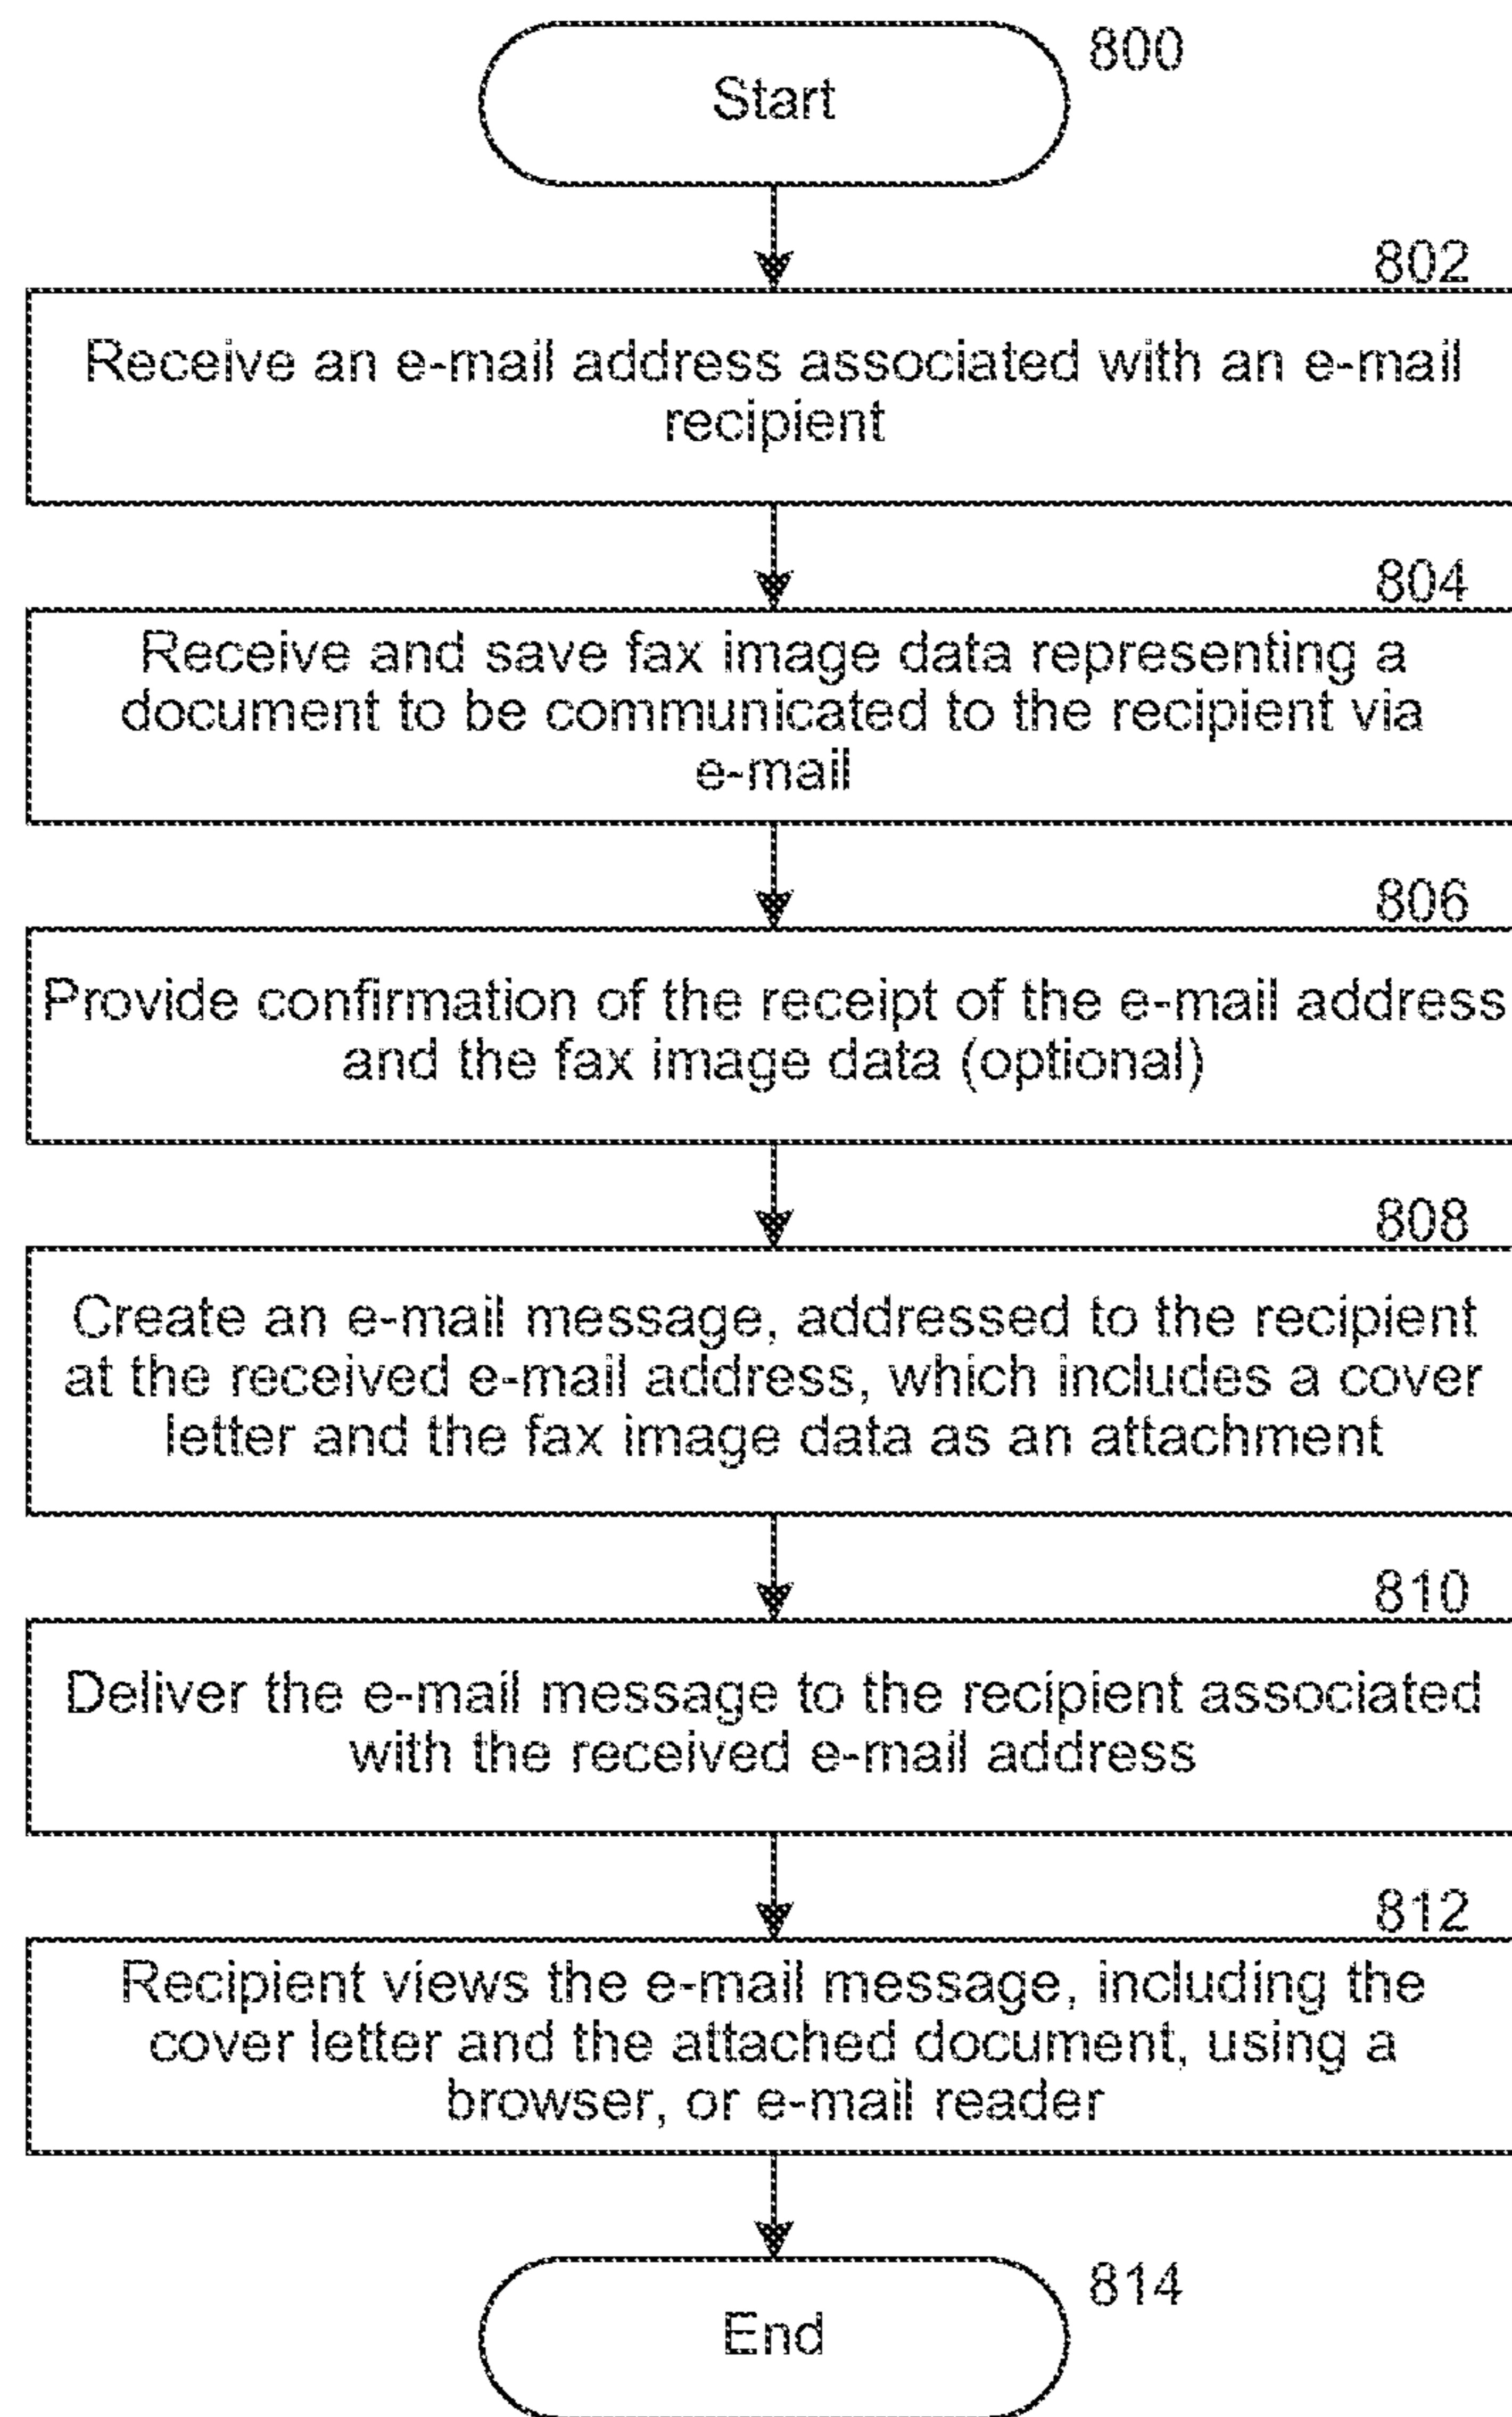 800
Start
802
Receive an e-mail address associated with an e-mail
recipient
804
Receive and save fax image data representing a
document to be communicated to the recipient via
e-mail
806
Provide confirmation of the receipt of the e-mail address
and the fax image data (optional)
808
Create an e-mail message, addressed to the recipient
at the received e-mail address, which includes a cover
letter and the fax image data as an attachment
810
Deliver the e-mail message to the recipient associated
with the received e-mail address
812
Recipient views the e-mail message, including the
cover letter and the attached document, using a
browser, or e-mail reader
814
End